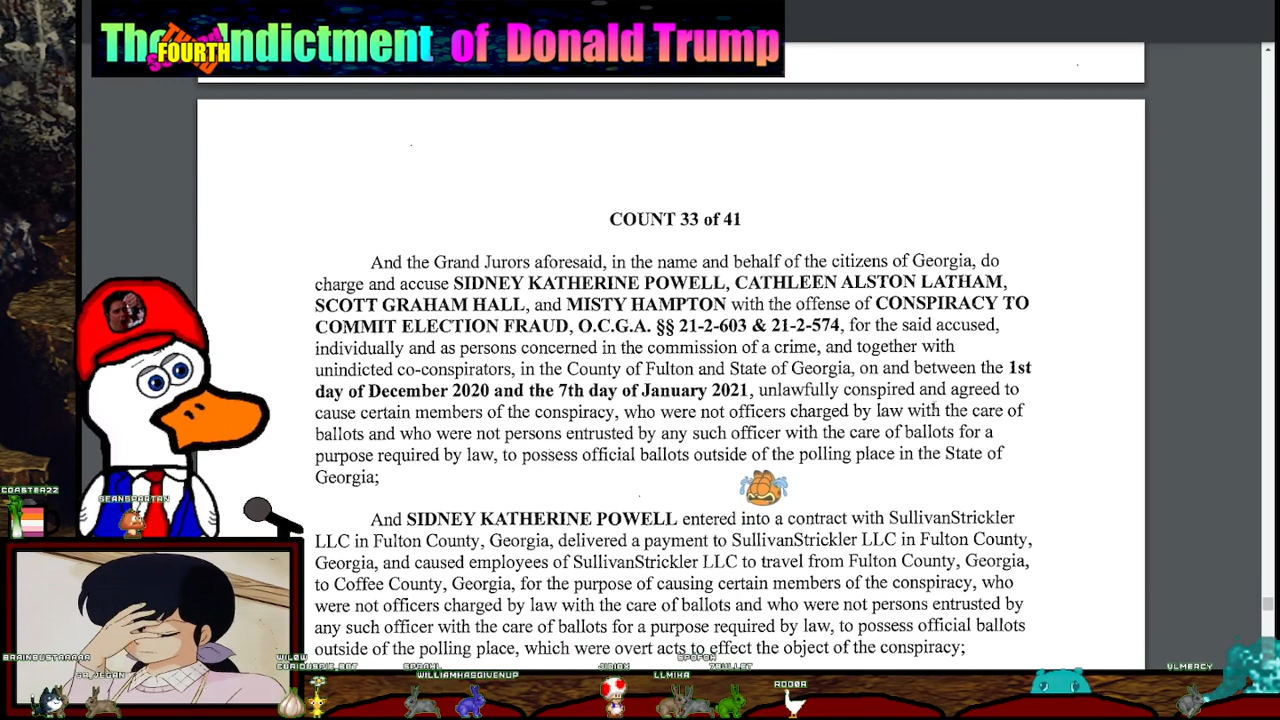 The FOURTH Indictment of Donald Trump
COUNT 33 of 41
And the Grand Jurors aforesaid, in the name and behalf of the citizens of Georgia, do
charge and accuse SIDNEY KATHERINE POWELL, CATHLEEN ALSTON LATHAM,
SCOTT GRAHAM HALL, and MISTY HAMPTON with the offense of CONSPIRACY TO
COMMIT ELECTION FRAUD, O.C.G.A. §§ 21-2-603 & 21-2-574, for the said accused,
individually and as persons concerned in the commission of a crime, and together with
unindicted co-conspirators, in the County of Fulton and State of Georgia, on and between the 1st
day of December 2020 and the 7th day of January 2021, unlawfully conspired and agreed to
cause certain members of the conspiracy, who were not officers charged by law with the care of
ballots and who were not persons entrusted by any such officer with the care of ballots for a
purpose required by law, to possess official ballots outside of the polling place in the State of
Georgia;
And SIDNEY KATHERINE POWELL entered into a contract with SullivanStrickler
LLC in Fulton County, Georgia, delivered a payment to SullivanStrickler LLC in Fulton County,
Georgia, and caused employees of SullivanStrickler LLC to travel from Fulton County, Georgia,
to Coffee County, Georgia, for the purpose of causing certain members of the conspiracy, who
were not officers charged by law with the care of ballots and who were not persons entrusted by
any such officer with the care of ballots for a purpose required by law, to possess official ballots
outside of the polling place, which were overt acts to effect the object of the conspiracy;
COASTER22
SEANSPARTAN
BRAINBUSTAAAAA
WILLIAMHASGIVENUP
LLMIKA
VLMERCY